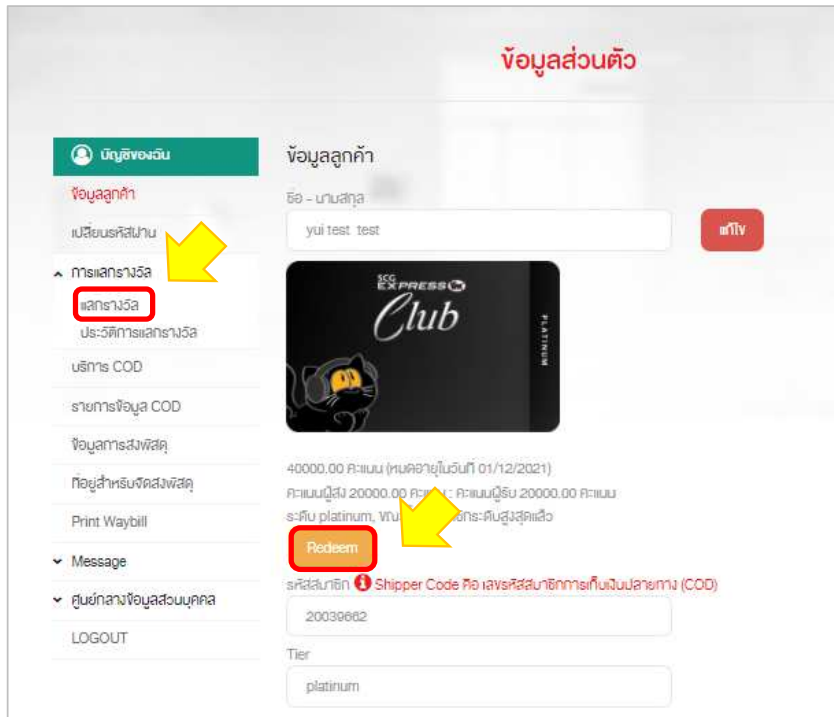 ข้อมูลส่วนตัว
บัญชีของฉัน
ข้อมูลลูกค้า
เปลี่ยนรหัสผ่าน
การแลกรางวัล
แลกรางวัล
ประวัติการแลกรางวัล
บริการ COD
รายการข้อมูล COD
ข้อมูลการส่งพัสดุ
ที่อยู่สำหรับจัดส่งพัสดุ
Print Waybill
Message
ศูนย์กลางข้อมูลส่วนบุคคล
LOGOUT
ข้อมูลลูกค้า
ชื่อ - นามสกุล
yui test test
แก้ไข
SCG
EXPRESS
Club
PLATINUM
40000.00 คะแนน (หมดอายุในวันที่ 01/12/2021)
คะแนนผู้ส่ง 20000.00 คะแนน : คะแนนผู้รับ 20000.00 คะแนน
ระดับ platinum, ระดับสูงสุดแล้ว
Redeem
รหัสสมาชิก Shipper Code คือ เลขรหัสสมาชิกการเก็บเงินปลายทาง (COD)
20039662
Tier
platinum